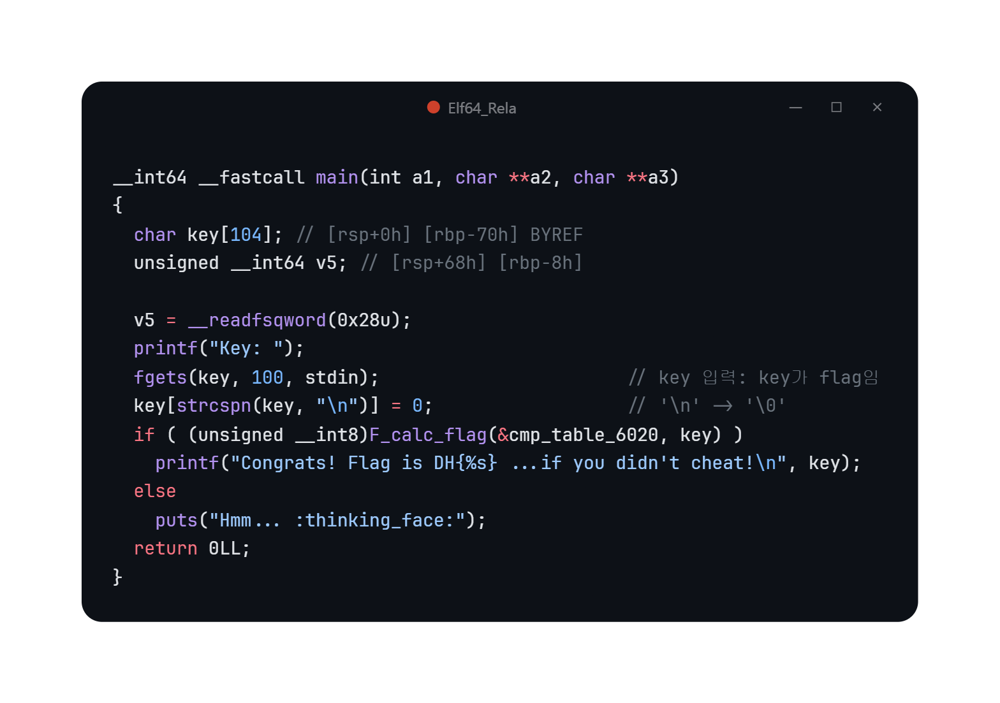 Elf64_Rela
__int64 __fastcall main(int a1, char **a2, char **a3)
{
  char key[104]; // [rsp+0h] [rbp-70h] BYREF
  unsigned __int64 v5; // [rsp+68h] [rbp-8h]

  v5 = __readfsqword(0x28u);
  printf("Key: ");
  fgets(key, 100, stdin);                       // key 입력: key가 flag임
  key[strcspn(key, "\n")] = 0;                  // '\n' -> '\0'
  if ( (unsigned __int8)F_calc_flag(&cmp_table_6020, key) )
    printf("Congrats! Flag is DH{%s} ...if you didn't cheat!\n", key);
  else
    puts("Hmm... :thinking_face:");
  return 0LL;
}